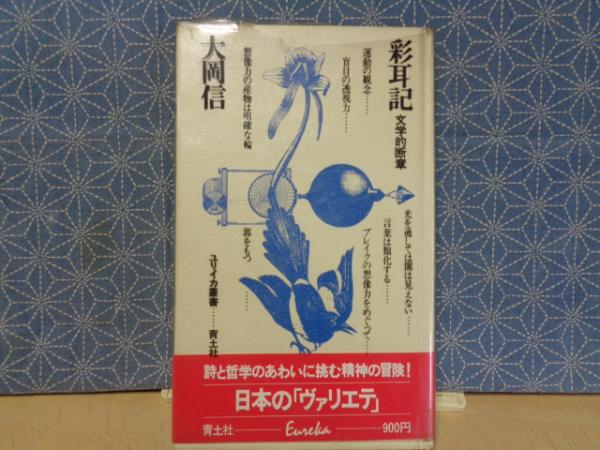 彩耳記
文学的断章
運動の観念……
盲目の透視力……
大岡信
想像力の産物は明確な輪
郭をもつ……
光を通しては闇は見えない……
言葉は類化する……
ブレイクの想像力をめぐって……
ユリイカ叢書……青土社
詩と哲学のあわいに挑む精神の冒険!
日本の「ヴァリエテ」
青土社 Eureka 900円